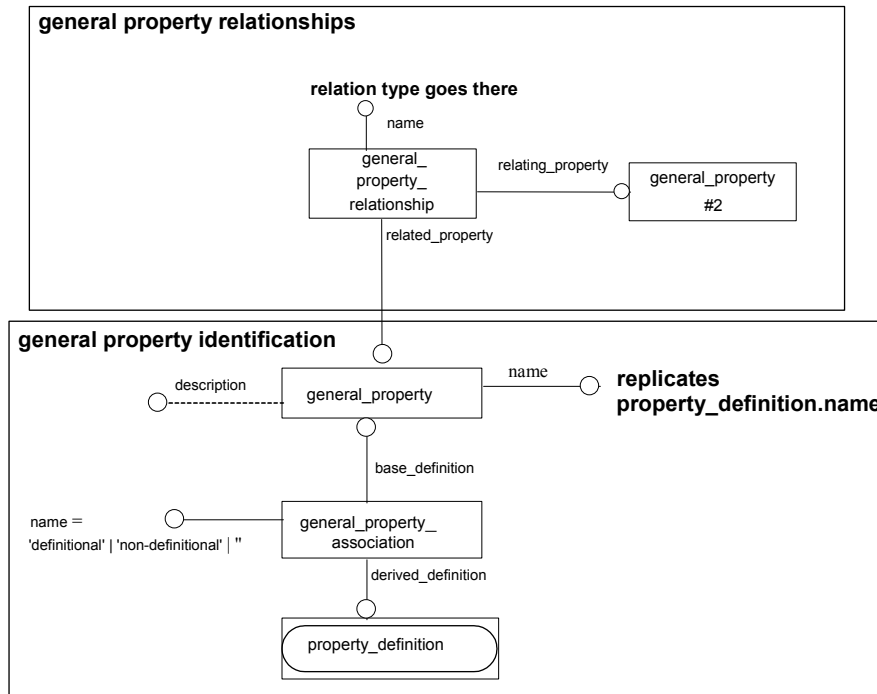 general property relationships
relation type goes there
name
general_
property_
relationship
relating_property
general_property
#2
related_property
general property identification
description
general_property
name
replicates
property_definition.name
base_definition
name =
'definitional' | 'non-definitional' | "
general_property_
association
derived_definition
property_definition